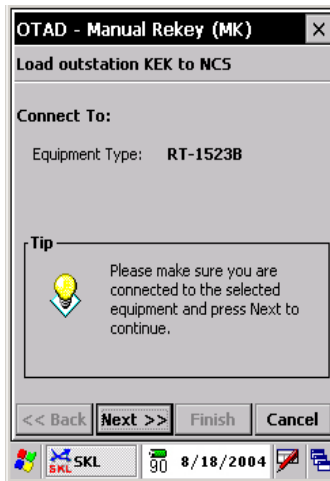 OTAD - Manual Rekey (MK)
Load outstation KEK to NCS
Connect To:
Equipment Type: RT-1523B
Tip
Please make sure you are
connected to the selected
equipment and press Next to
continue.
<< Back Next >> Finish Cancel
SKL SKL 90 8/18/2004